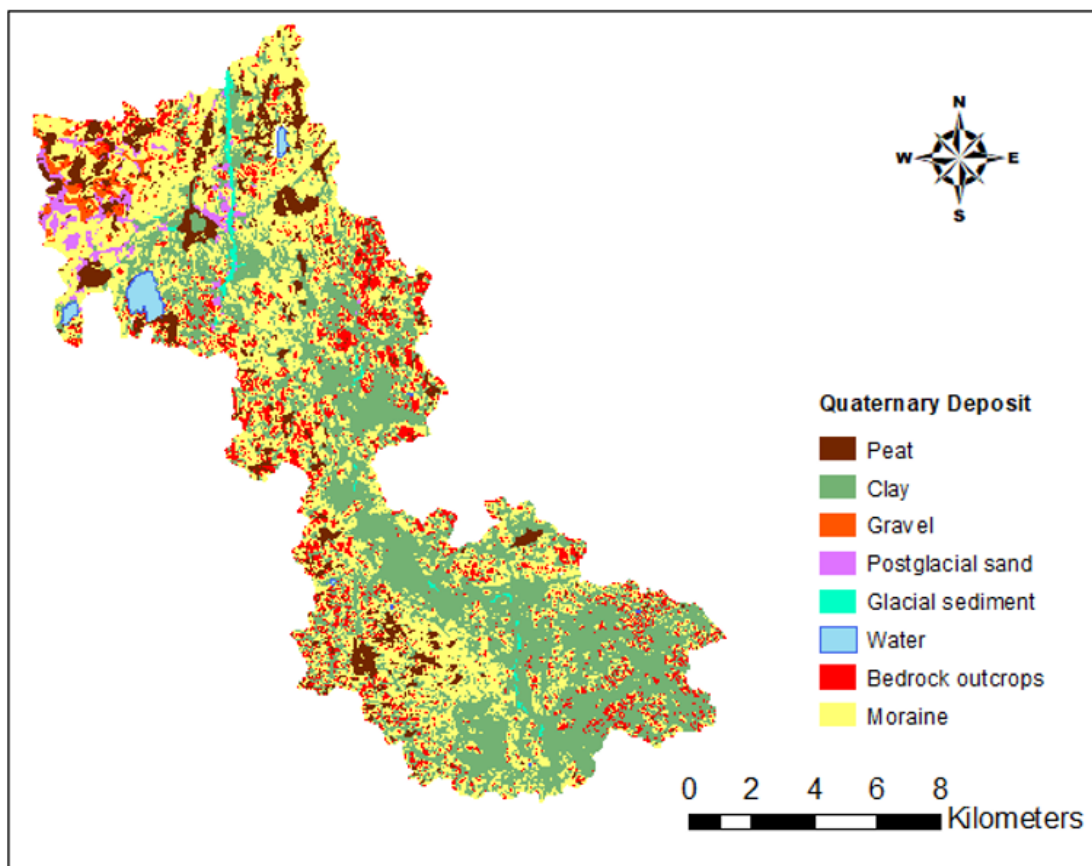 N
W E
S
Quaternary Deposit
Peat
Clay
Gravel
Postglacial sand
Glacial sediment
Water
Bedrock outcrops
Moraine
0 2 4 6 8
Kilometers